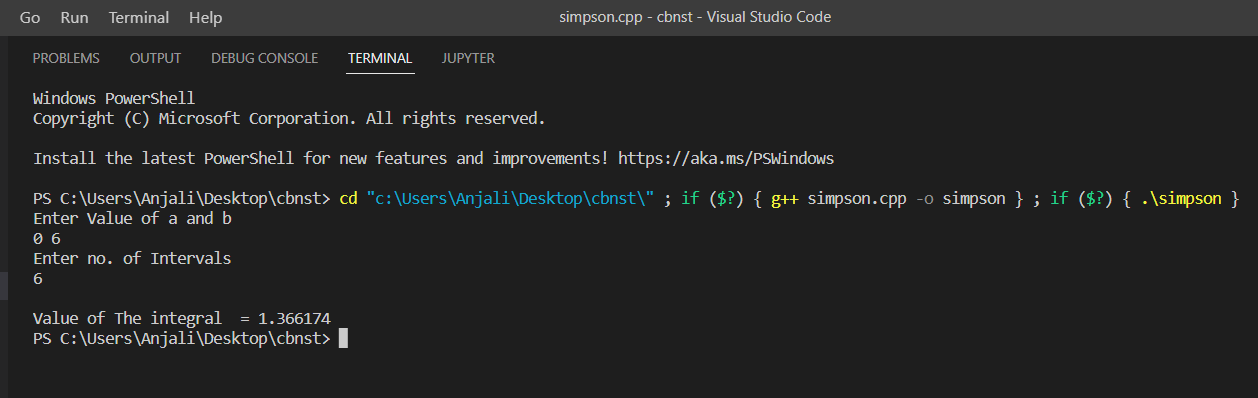 Go Run Terminal Help simpson.cpp - cbnst - Visual Studio Code
PROBLEMS OUTPUT DEBUG CONSOLE TERMINAL JUPYTER
Windows PowerShell
Copyright (C) Microsoft Corporation. All rights reserved.
Install the latest PowerShell for new features and improvements! https://aka.ms/PSWindows
PS C:\Users\Anjali\Desktop\cbnst> cd "c:\Users\Anjali\Desktop\cbnst\" ; if ($?) { g++ simpson.cpp -o simpson } ; if ($?) { .\simpson }
Enter Value of a and b
0 6
Enter no. of Intervals
6
Value of The integral  = 1.366174
PS C:\Users\Anjali\Desktop\cbnst>